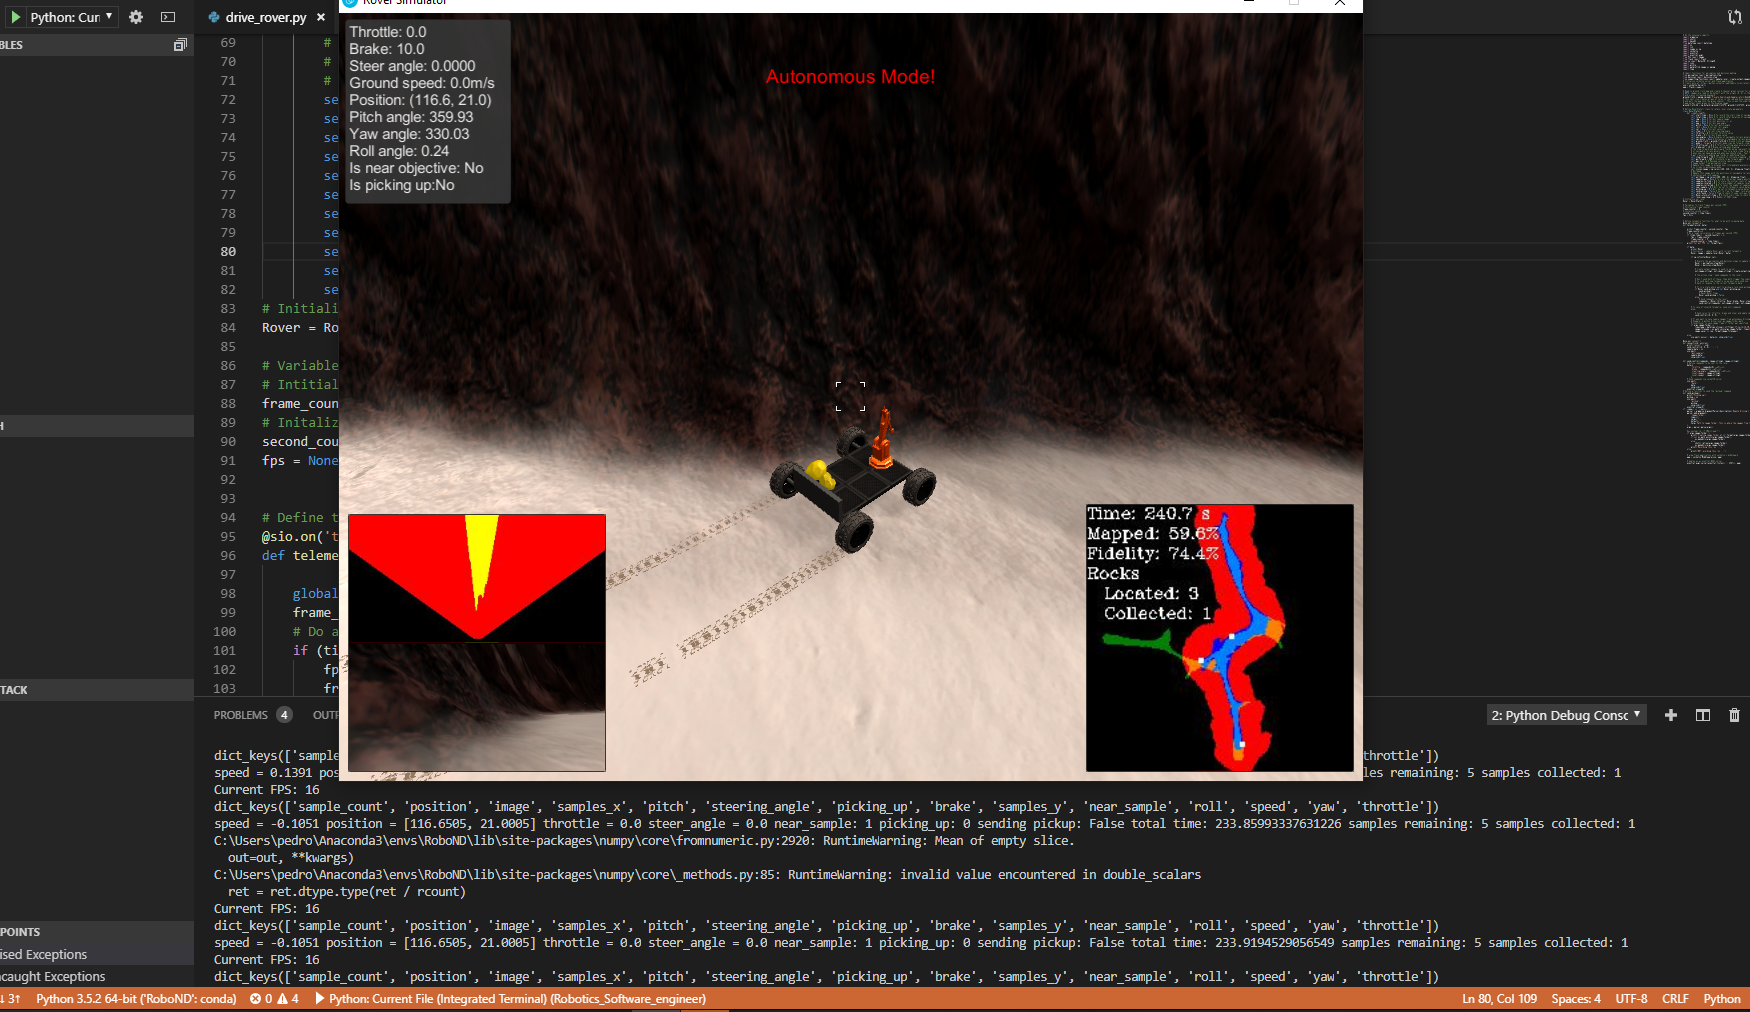 Python: Cur
drive_rover.py
Rover Simulator
BLES
69 #
70 #
71 #
72 se
73 se
74 se
75 se
76 se
77 se
78 se
79 se
80 se
81 se
82 se
83 # Initiali
84 Rover = Ro
85
86 # Variable
87 # Intitial
88 frame_coun
89 # Initaliz
90 second_cou
91 fps = None
92
93
94 # Define t
95 @sio.on('t
96 def teleme
97
98 global
99 frame_
100 # Do a
101 if (ti
102 fp
103 fr
Throttle: 0.0
Brake: 10.0
Steer angle: 0.0000
Ground speed: 0.0m/s
Position: (116.6, 21.0)
Pitch angle: 359.93
Yaw angle: 330.03
Roll angle: 0.24
Is near objective: No
Is picking up:No
Autonomous Mode!
Time: 240.7 s
Mapped: 59.6%
Fidelity: 74.4%
Rocks
Located: 3
Collected: 1
H
TACK
POINTS
ised Exceptions
caught Exceptions
PROBLEMS 4 OUTF
2: Python Debug Consc
dict_keys(['sample throttle'])
speed = 0.1391 pos les remaining: 5 samples collected: 1
Current FPS: 16
dict_keys(['sample_count', 'position', 'image', 'samples_x', 'pitch', 'steering_angle', 'picking_up', 'brake', 'samples_y', 'near_sample', 'roll', 'speed', 'yaw', 'throttle'])
speed = -0.1051 position = [116.6505, 21.0005] throttle = 0.0 steer_angle = 0.0 near_sample: 1 picking_up: 0 sending pickup: False total time: 233.85993337631226 samples remaining: 5 samples collected: 1
C:\Users\pedro\Anaconda3\envs\RoboND\lib\site-packages\numpy\core\fromnumeric.py:2920: RuntimeWarning: Mean of empty slice.
out=out, **kwargs)
C:\Users\pedro\Anaconda3\envs\RoboND\lib\site-packages\numpy\core\_methods.py:85: RuntimeWarning: invalid value encountered in double_scalars
ret = ret.dtype.type(ret / rcount)
Current FPS: 16
dict_keys(['sample_count', 'position', 'image', 'samples_x', 'pitch', 'steering_angle', 'picking_up', 'brake', 'samples_y', 'near_sample', 'roll', 'speed', 'yaw', 'throttle'])
speed = -0.1051 position = [116.6505, 21.0005] throttle = 0.0 steer_angle = 0.0 near_sample: 1 picking_up: 0 sending pickup: False total time: 233.9194529056549 samples remaining: 5 samples collected: 1
Current FPS: 16
dict_keys(['sample_count', 'position', 'image', 'samples_x', 'pitch', 'steering_angle', 'picking_up', 'brake', 'samples_y', 'near_sample', 'roll', 'speed', 'yaw', 'throttle'])
↓ 3↑ Python 3.5.2 64-bit ('RoboND': conda) 0 4 Python: Current File (Integrated Terminal) (Robotics_Software_engineer) Ln 80, Col 109 Spaces: 4 UTF-8 CRLF Python